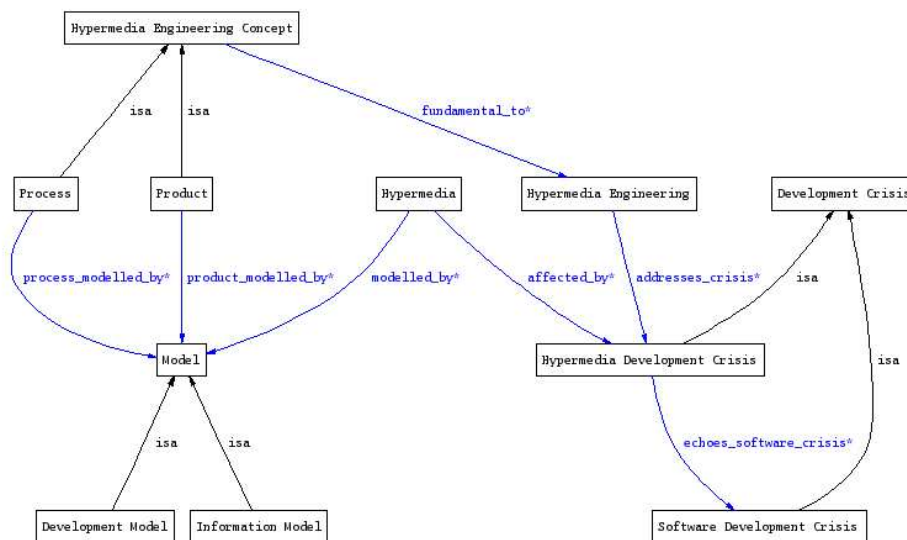 Hypermedia Engineering Concept
isa
isa
fundamental_to*
Process
Product
Hypermedia
Hypermedia Engineering
Development Crisis
process_modelled_by*
product_modelled_by*
modelled_by*
affected_by*
addresses_crisis*
isa
Model
Hypermedia Development Crisis
isa
isa
isa
echoes_software_crisis*
Development Model
Information Model
Software Development Crisis